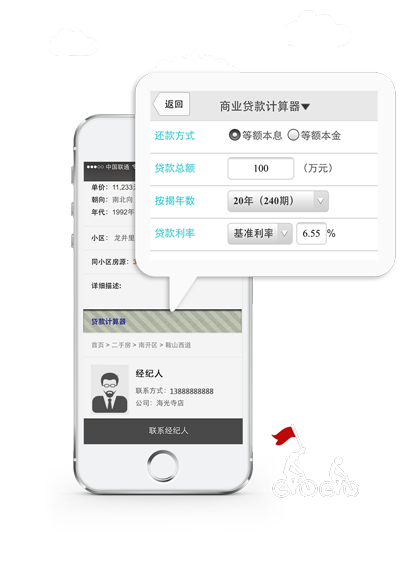 返回 商业贷款计算器
还款方式 等额本息 等额本金
贷款总额 100 （万元）
按揭年数 20年（240期）
贷款利率 基准利率 6.55 %
中国联通
单价：11,233
朝向：南北向
年代：1992年
小区： 龙井里
同小区房源：
详细描述:
贷款计算器
首页 > 二手房 > 南开区 > 鞍山西道
经纪人
联系方式：13888888888
公司：海光寺店
联系经纪人